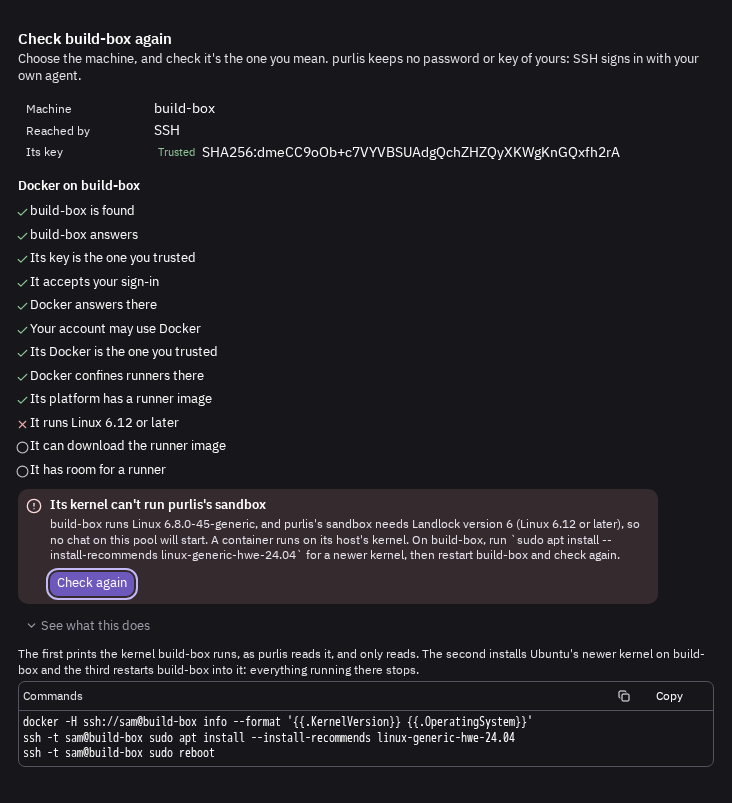 Check build-box again
Choose the machine, and check it's the one you mean. purlis keeps no password or key of yours: SSH signs in with your
own agent.
Machine build-box
Reached by SSH
Its key Trusted SHA256:dmeCC9oOb+c7VYVBSUAdgQchZHZQyXKWgKnGQxfh2rA
Docker on build-box
build-box is found
build-box answers
Its key is the one you trusted
It accepts your sign-in
Docker answers there
Your account may use Docker
Its Docker is the one you trusted
Docker confines runners there
Its platform has a runner image
It runs Linux 6.12 or later
It can download the runner image
It has room for a runner
Its kernel can't run purlis's sandbox
build-box runs Linux 6.8.0-45-generic, and purlis's sandbox needs Landlock version 6 (Linux 6.12 or later), so
no chat on this pool will start. A container runs on its host's kernel. On build-box, run `sudo apt install --
install-recommends linux-generic-hwe-24.04` for a newer kernel, then restart build-box and check again.
Check again
See what this does
The first prints the kernel build-box runs, as purlis reads it, and only reads. The second installs Ubuntu's newer kernel on build-
box and the third restarts build-box into it: everything running there stops.
Commands Copy
docker -H ssh://sam@build-box info --format '{{.KernelVersion}} {{.OperatingSystem}}'
ssh -t sam@build-box sudo apt install --install-recommends linux-generic-hwe-24.04
ssh -t sam@build-box sudo reboot